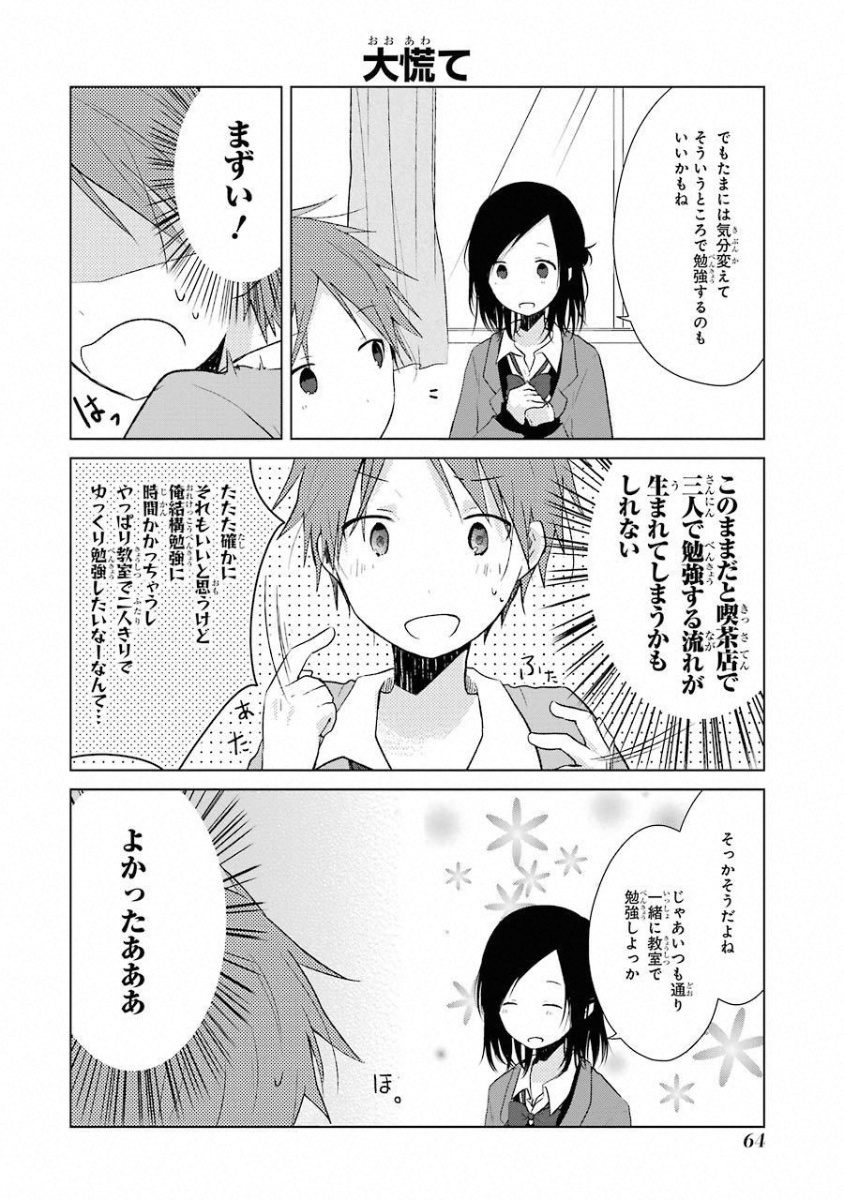 大慌て
でもたまには気分変えて
そういうところで勉強するのも
いいかもね
まずい！
はっ
このままだと喫茶店で
三人で勉強する流れが
生まれてしまうかも
しれない
ふた
あた
たたた確かに
それもいいと思うけど
俺結構勉強に
時間かかっちゃうし
やっぱり教室で二人きりで
ゆっくり勉強したいなーなんて…
そっかそうだよね
じゃあいつも通り
一緒に教室で
勉強しよっか
よかったあああ
ほ。
64